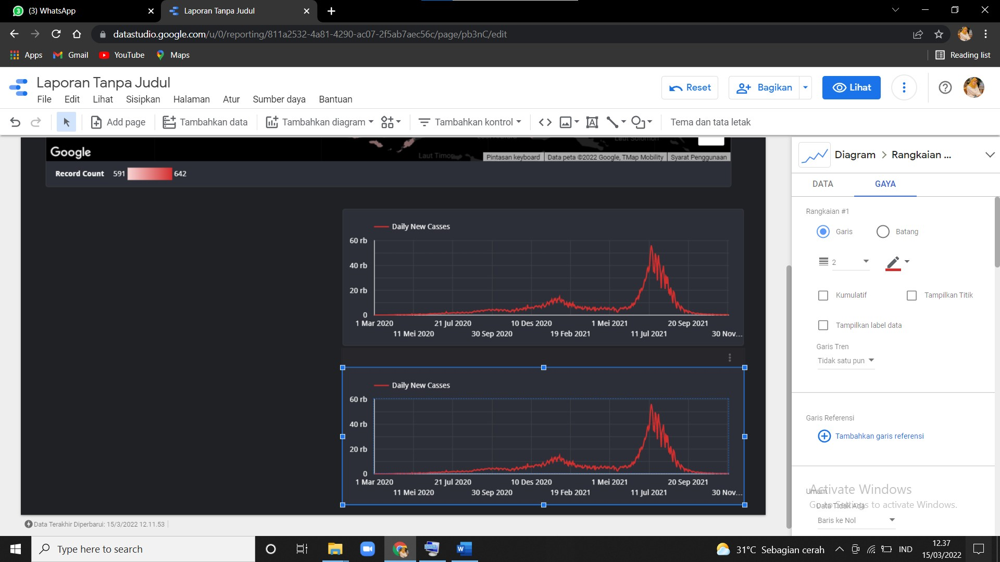 (3) WhatsApp
Laporan Tanpa Judul
datastudio.google.com/u/0/reporting/811a2532-4a81-4290-ac07-2f5ab7aec56c/page/pb3nC/edit
Apps Gmail YouTube Maps Reading list
Laporan Tanpa Judul
File Edit Lihat Sisipkan Halaman Atur Sumber daya Bantuan
Reset Bagikan Lihat
Add page Tambahkan data Tambahkan diagram Tambahkan kontrol Tema dan tata letak
Laut Solomon
Laut Timor
Google
Pintasan keyboard Data peta ©2022 Google, TMap Mobility Syarat Penggunaan
Record Count 591 642
Daily New Casses
60 rb
40 rb
20 rb
0
1 Mar 2020 21 Jul 2020 10 Des 2020 1 Mei 2021 20 Sep 2021
11 Mei 2020 30 Sep 2020 19 Feb 2021 11 Jul 2021 30 Nov...
Daily New Casses
60 rb
40 rb
20 rb
0
1 Mar 2020 21 Jul 2020 10 Des 2020 1 Mei 2021 20 Sep 2021
11 Mei 2020 30 Sep 2020 19 Feb 2021 11 Jul 2021 30 Nov...
Data Terakhir Diperbarui: 15/3/2022 12.11.53
Diagram > Rangkaian ...
DATA GAYA
Rangkaian #1
Garis Batang
2
Kumulatif Tampilkan Titik
Tampilkan label data
Garis Tren
Tidak satu pun
Garis Referensi
Tambahkan garis referensi
Umum
Activate Windows
Data Tidak Ada
Go to Settings to activate Windows.
Baris ke Nol
Type here to search
31°C Sebagian cerah IND
12.37
15/03/2022